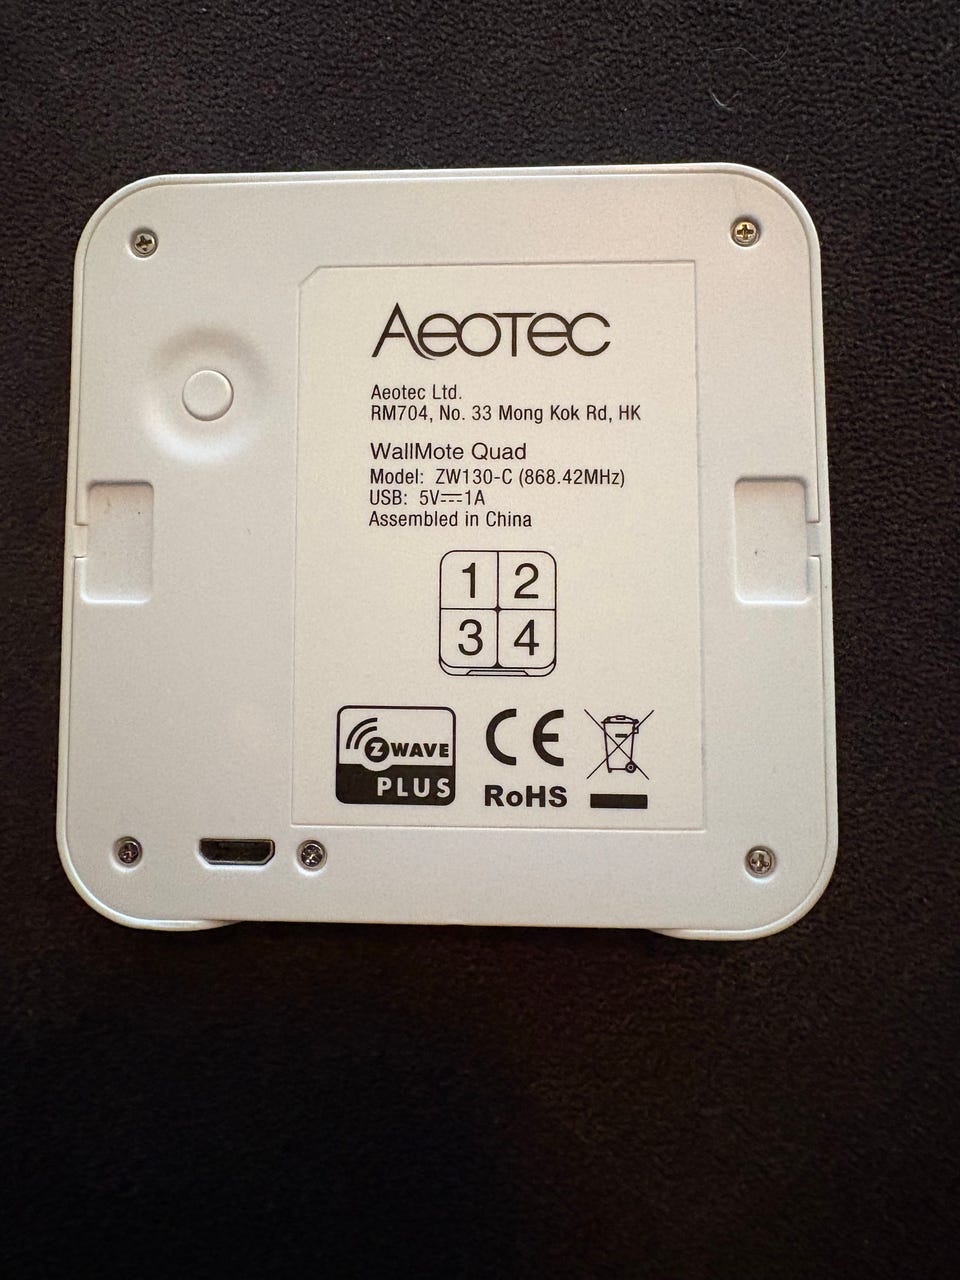 AEOTEC
Aeotec Ltd.
RM704, No. 33 Mong Kok Rd, HK
WallMote Quad
Model: ZW130-C (868.42MHz)
USB: 5V⎓1A
Assembled in China
1 2
3 4
Z WAVE
PLUS
CE
RoHS